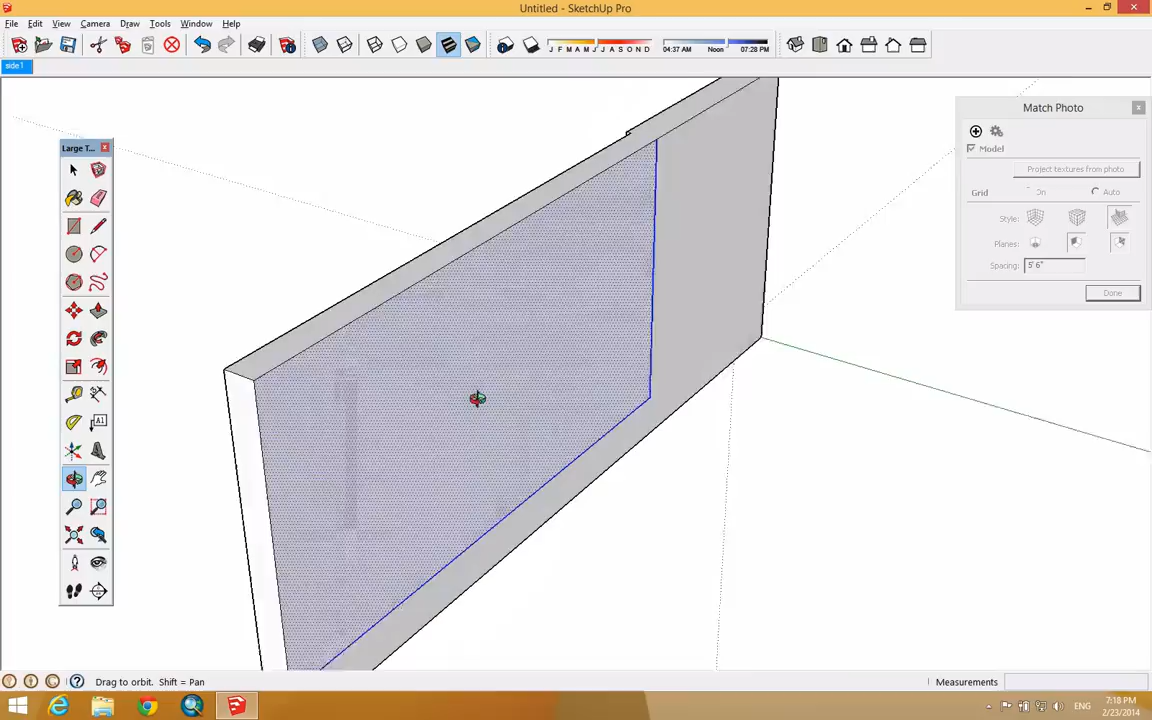 Untitled - SketchUp Pro
File Edit View Camera Draw Tools Window Help
J F M A M J J A S O N D
04:37 AM Noon 07:28 PM
side1
Large T...
A1
Match Photo
Model
Project textures from photo
Grid On Auto
Style:
Planes:
Spacing: 5' 6"
Done
Drag to orbit. Shift = Pan
Measurements
ENG
7:18 PM
2/23/2014